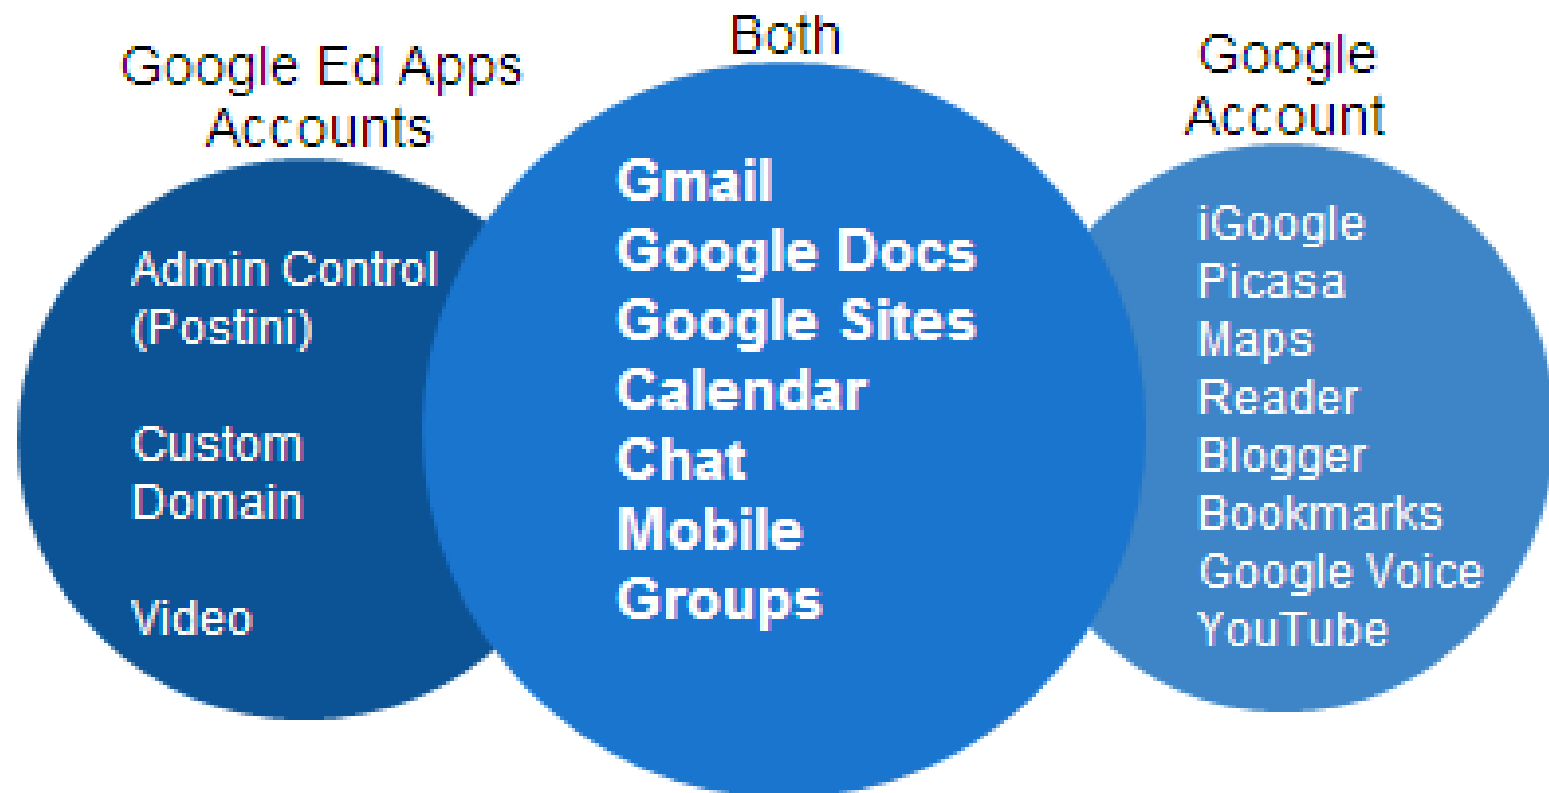 Google Ed Apps
Accounts
Admin Control
(Postini)
Custom
Domain
Video
Both
Gmail
Google Docs
Google Sites
Calendar
Chat
Mobile
Groups
Google
Account
iGoogle
Picasa
Maps
Reader
Blogger
Bookmarks
Google Voice
YouTube